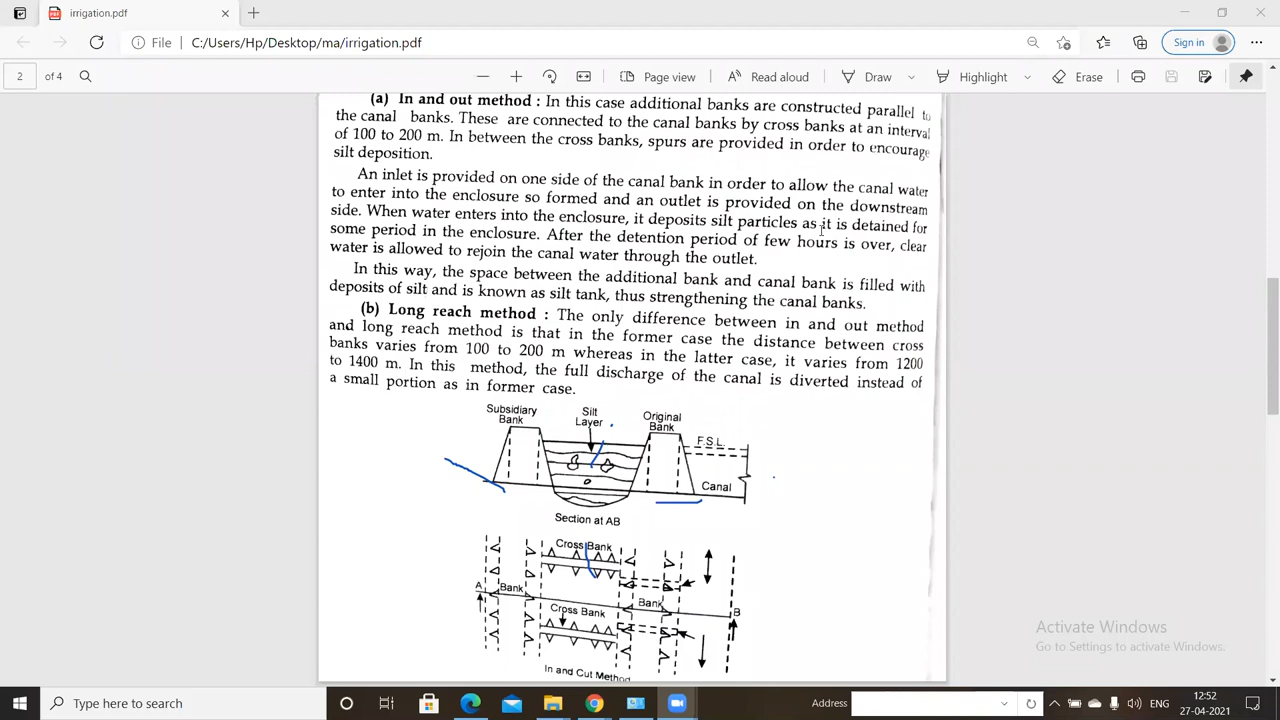 irrigation.pdf
File C:/Users/Hp/Desktop/ma/irrigation.pdf
Sign in
2 of 4
Page view
Read aloud
Draw
Highlight
Erase
(a) In and out method : In this case additional banks are constructed parallel to
the canal banks. These are connected to the canal banks by cross banks at an interval
of 100 to 200 m. In between the cross banks, spurs are provided in order to encourage
silt deposition.
An inlet is provided on one side of the canal bank in order to allow the canal water
to enter into the enclosure so formed and an outlet is provided on the downstream
side. When water enters into the enclosure, it deposits silt particles as it is detained for
some period in the enclosure. After the detention period of few hours is over, clear
water is allowed to rejoin the canal water through the outlet.
In this way, the space between the additional bank and canal bank is filled with
deposits of silt and is known as silt tank, thus strengthening the canal banks.
(b) Long reach method : The only difference between in and out method
and long reach method is that in the former case the distance between cross
banks varies from 100 to 200 m whereas in the latter case, it varies from 1200
to 1400 m. In this method, the full discharge of the canal is diverted instead of
a small portion as in former case.
Subsidiary
Bank
Silt
Layer
Original
Bank
F.S.L.
Canal
Section at AB
Cross Bank
A
Bank
Bank
B
Cross Bank
In and Cut Method
Activate Windows
Go to Settings to activate Windows.
Type here to search
Address
ENG
12:52
27-04-2021